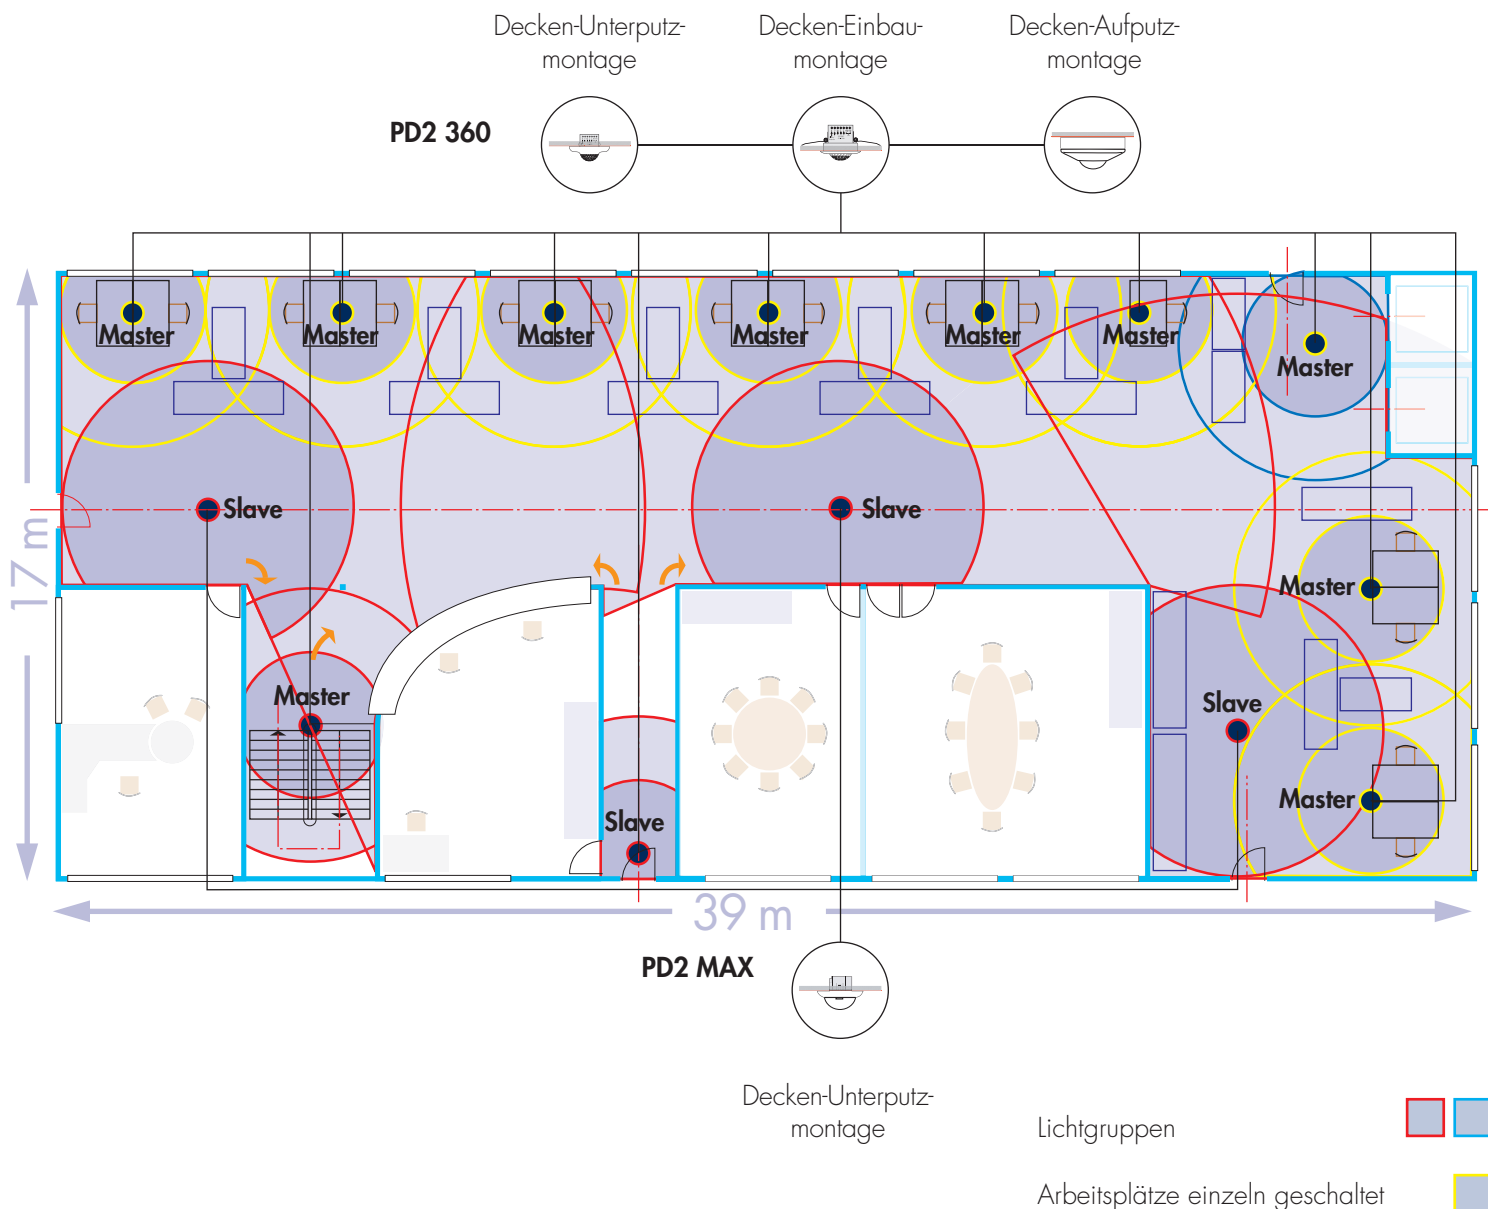 Decken-Unterputz-
montage
Decken-Einbau-
montage
Decken-Aufputz-
montage
PD2 360
Master
Master
Master
Master
Master
Master
Master
Slave
Slave
17 m
Master
Master
Slave
Master
Slave
39 m
PD2 MAX
Decken-Unterputz-
montage
Lichtgruppen
Arbeitsplätze einzeln geschaltet